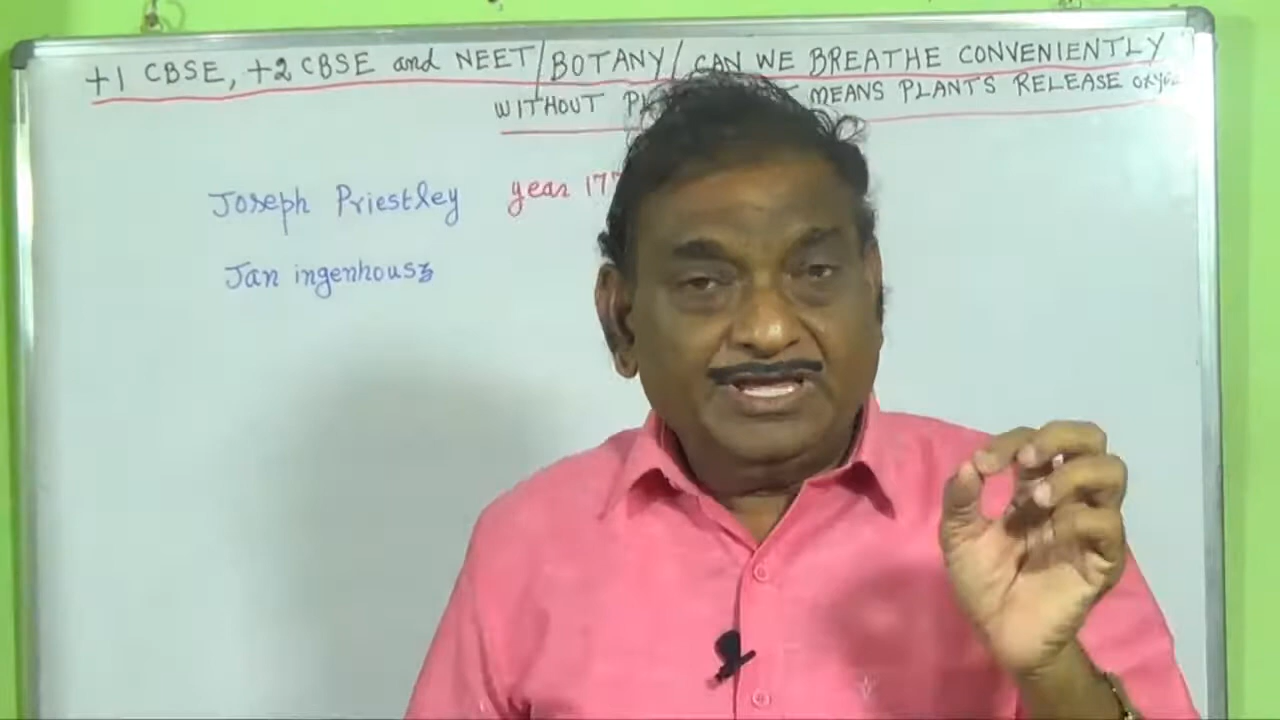 +1 CBSE, +2 CBSE and NEET/BOTANY/CAN WE BREATHE CONVENIENTLY
WITHOUT MEANS PLANTS RELEASE
Joseph Priestley year
Jan ingenhousz